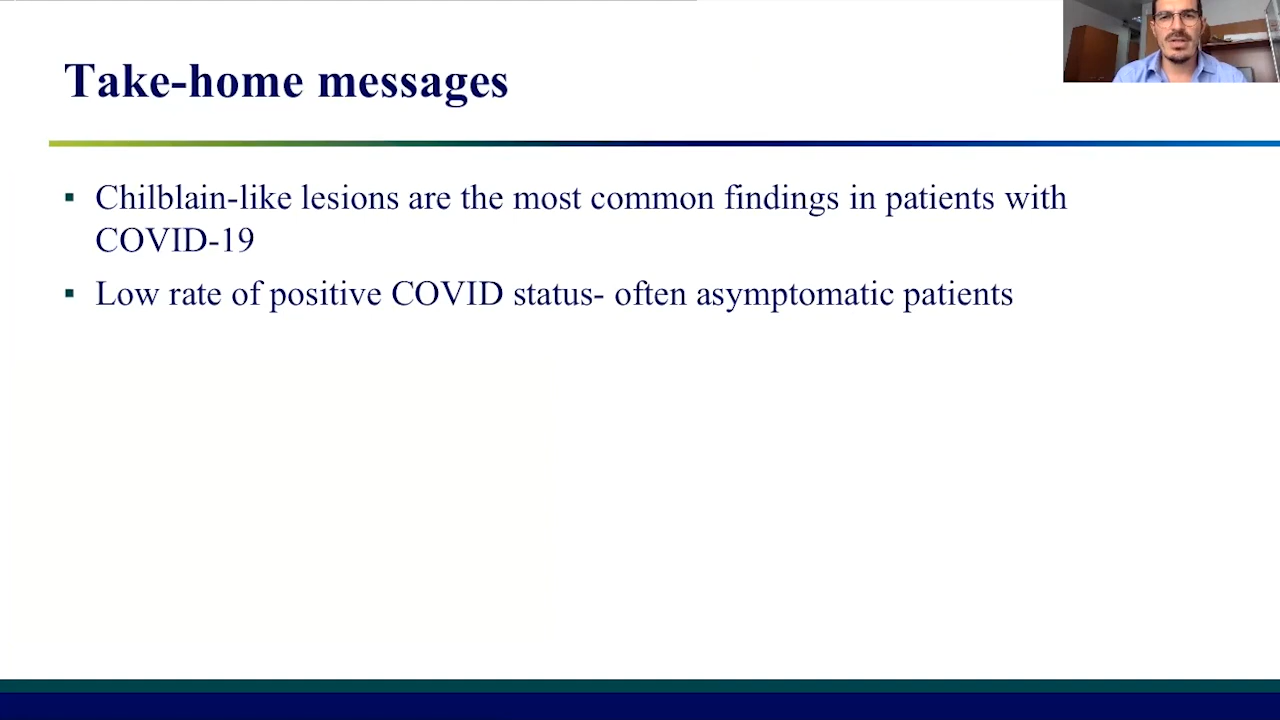 Take-home messages
▪ Chilblain-like lesions are the most common findings in patients with
COVID-19
▪ Low rate of positive COVID status- often asymptomatic patients